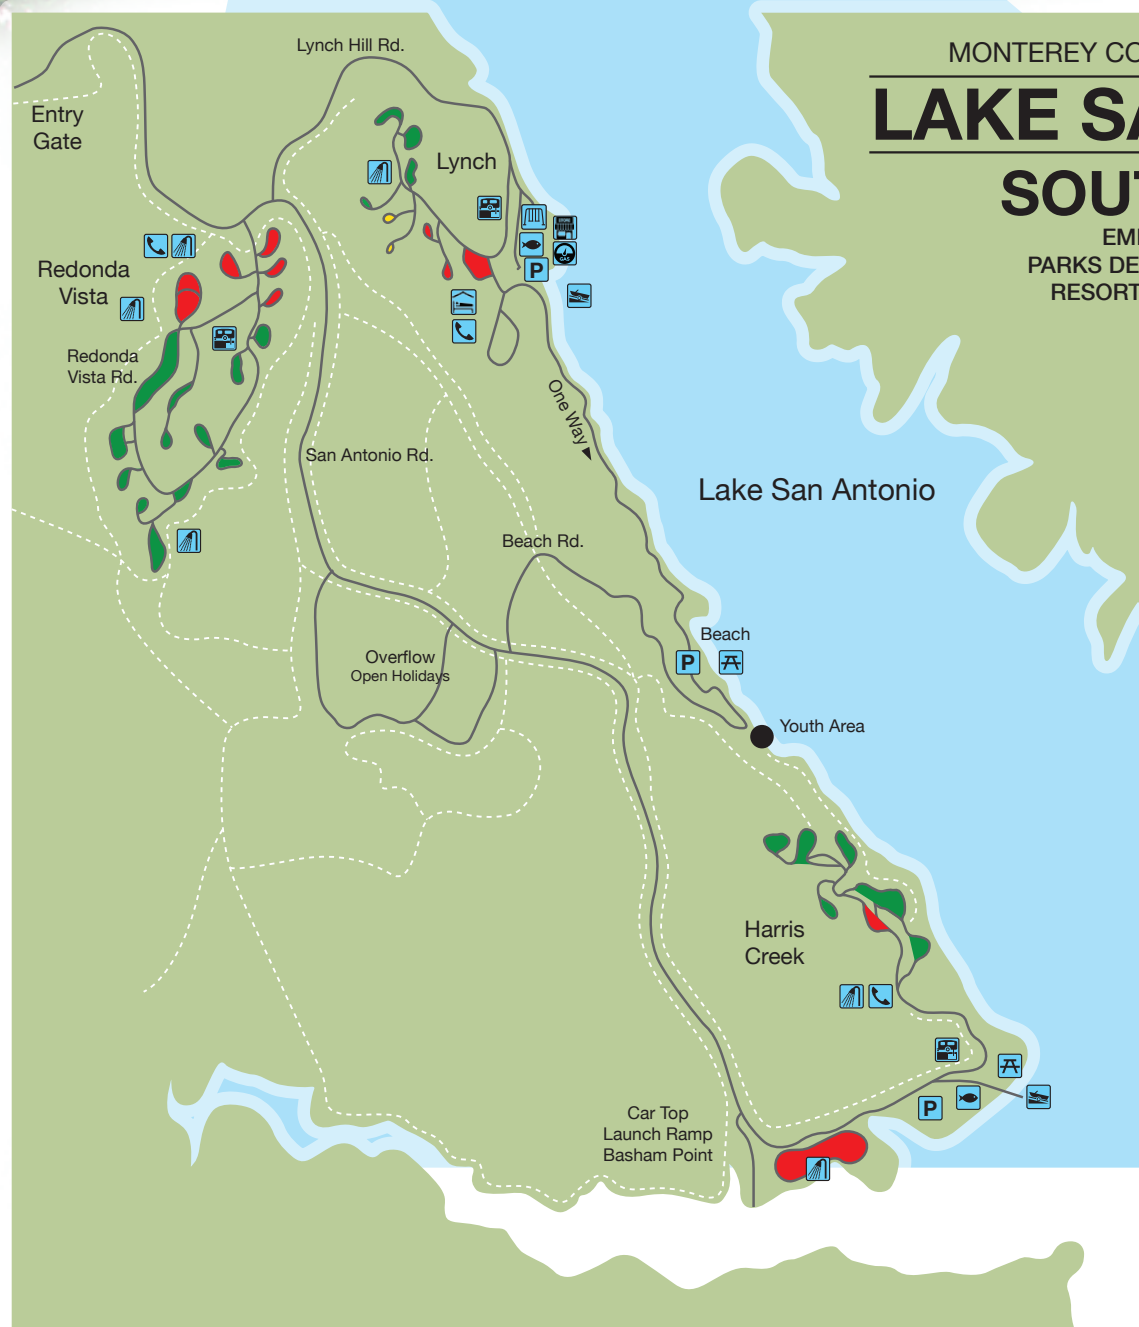 MONTEREY CO
LAKE SA
SOUT
EME
PARKS DE
RESORT
Entry
Gate
Lynch Hill Rd.
Lynch
Redonda
Vista
Redonda
Vista Rd.
GAS
P
One Way
San Antonio Rd.
Lake San Antonio
Beach Rd.
Beach
P
Overflow
Open Holidays
Youth Area
Harris
Creek
P
Car Top
Launch Ramp
Basham Point